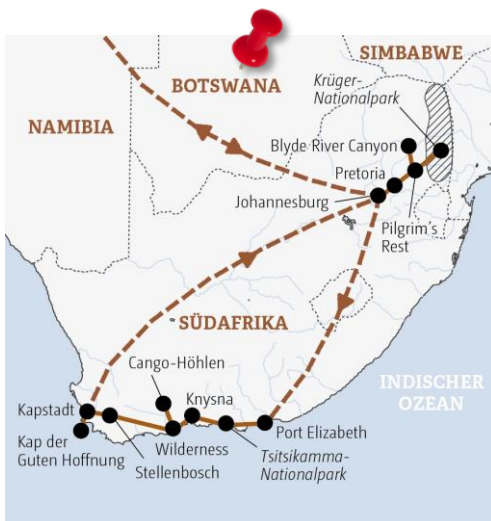 SIMBABWE
BOTSWANA
Krüger-
Nationalpark
NAMIBIA
Blyde River Canyon
Pretoria
Johannesburg
Pilgrim's
Rest
SÜDAFRIKA
Cango-Höhlen
Knysna
INDISCHER
OZEAN
Kapstadt
Port Elizabeth
Kap der
Guten Hoffnung
Wilderness
Stellenbosch
Tsitsikamma-
Nationalpark